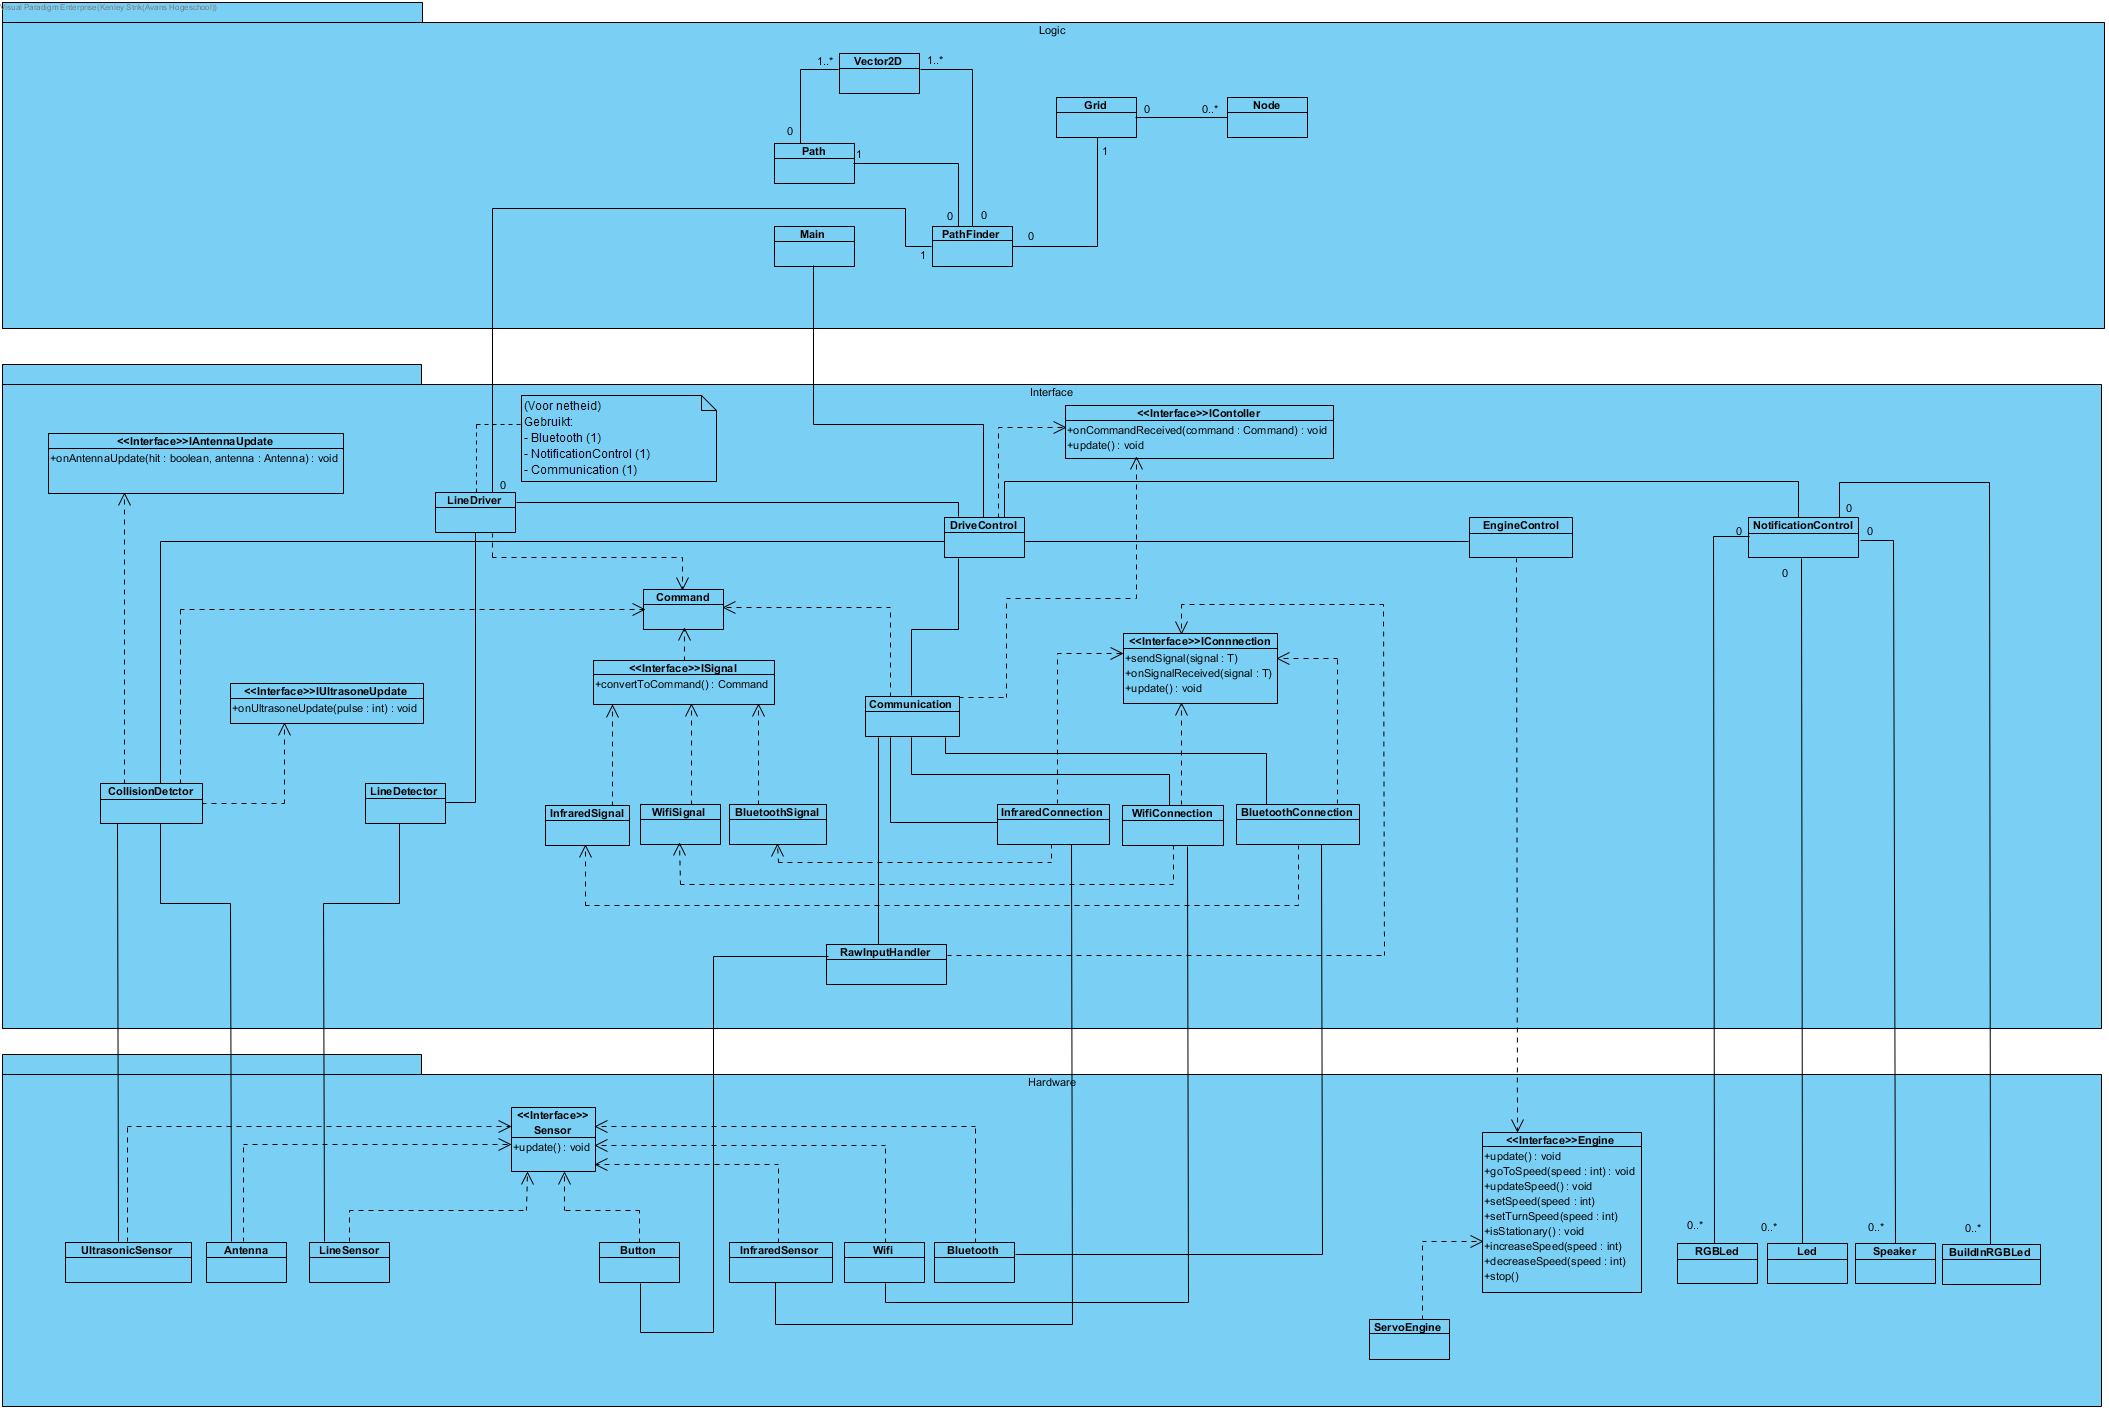 Visual Paradigm Enterprise(Kenley Strik(Avans Hogeschool))
Logic
1..*
Vector2D
1..*
Grid
0
0..*
Node
0
Path
1
1
0
0
Main
PathFinder
0
1
Interface
(Voor netheid)
Gebruikt:
- Bluetooth (1)
- NotificationControl (1)
- Communication (1)
<<Interface>>IContoller
+onCommandReceived(command : Command) : void
+update() : void
<<Interface>>IAntennaUpdate
+onAntennaUpdate(hit : boolean, antenna : Antenna) : void
0
LineDriver
DriveControl
EngineControl
NotificationControl
0
0
0
0
Command
<<Interface>>ISignal
+convertToCommand() : Command
<<Interface>>IConnnection
+sendSignal(signal : T)
+onSignalReceived(signal : T)
+update() : void
<<Interface>>IUltrasoneUpdate
+onUltrasoneUpdate(pulse : int) : void
Communication
CollisionDetctor
LineDetector
InfraredSignal
WifiSignal
BluetoothSignal
InfraredConnection
WifiConnection
BluetoothConnection
RawInputHandler
Hardware
<<Interface>>
Sensor
+update() : void
<<Interface>>Engine
+update() : void
+goToSpeed(speed : int) : void
+updateSpeed() : void
+setSpeed(speed : int)
+setTurnSpeed(speed : int)
+isStationary() : void
+increaseSpeed(speed : int)
+decreaseSpeed(speed : int)
+stop()
0..*
0..*
0..*
0..*
UltrasonicSensor
Antenna
LineSensor
Button
InfraredSensor
Wifi
Bluetooth
RGBLed
Led
Speaker
BuildInRGBLed
ServoEngine